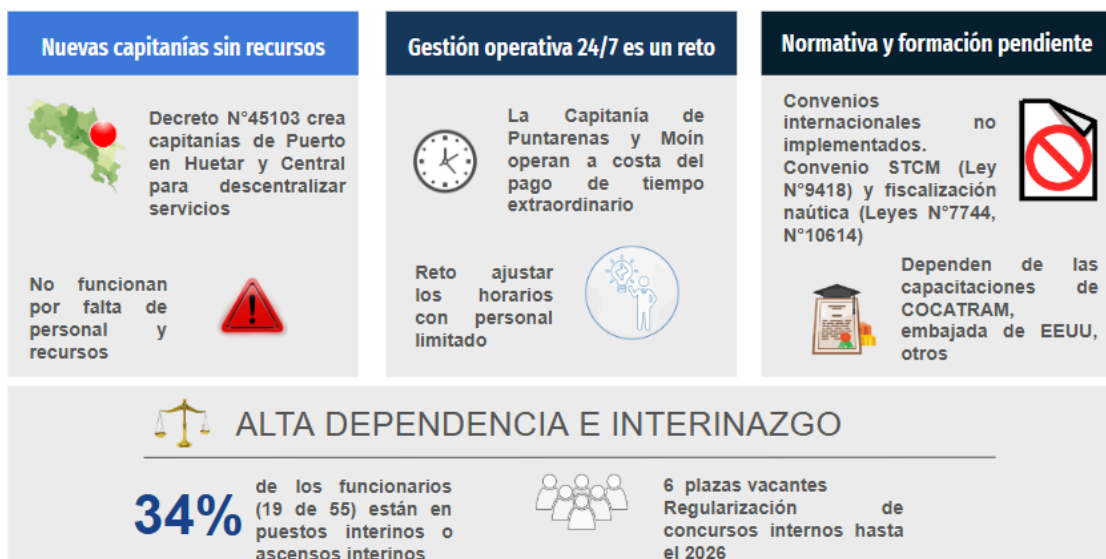 Nuevas capitanías sin recursos
Decreto N°45103 crea
capitanías de Puerto
en Huetar y Central
para descentralizar
servicios
No funcionan
por falta de
personal y
recursos
Gestión operativa 24/7 es un reto
La Capitanía de
Puntarenas y Moín
operan a costa del
pago de tiempo
extraordinario
Reto ajustar
los horarios
con personal
limitado
Normativa y formación pendiente
Convenios
internacionales no
implementados.
Convenio STCM (Ley
N°9418) y fiscalización
naútica (Leyes N°7744,
N°10614)
Dependen de las
capacitaciones de
COCATRAM,
embajada de EEUU,
otros
ALTA DEPENDENCIA E INTERINAZGO
34%
de los funcionarios
(19 de 55) están en
puestos interinos o
ascensos interinos
6 plazas vacantes
Regularización de
concursos internos hasta
el 2026